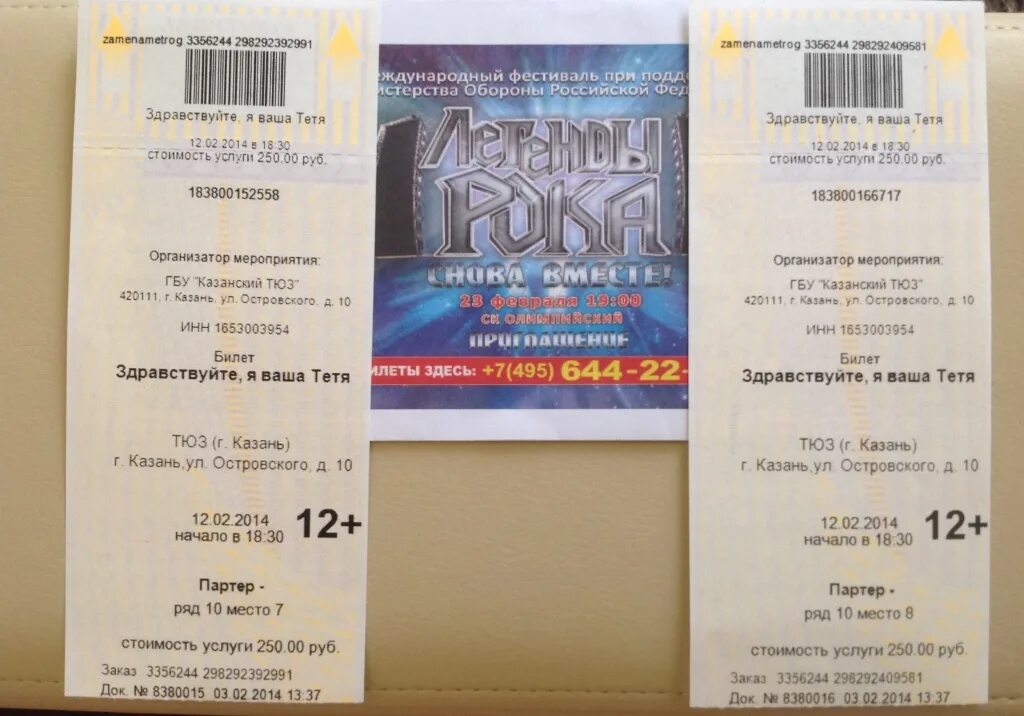 zamenametrog 3356244 298292392991
Здравствуйте, я ваша Тетя
12.02.2014 в 18:30
стоимость услуги 250.00 руб.
183800152558
Организатор мероприятия:
ГБУ "Казанский ТЮЗ"
420111, г. Казань, ул. Островского, д. 10
ИНН 1653003954
Билет
Здравствуйте, я ваша Тетя
ТЮЗ (г. Казань)
г. Казань,ул. Островского, д. 10
12.02.2014
начало в 18:30
12+
Партер -
ряд 10 место 7
стоимость услуги 250.00 руб.
Заказ 3356244 298292392991
Док. № 8380015 03.02.2014 13:37
еждународный фестиваль при подде
истерства Обороны Российской Фед
ЛЕГЕНДЫ
РОКА
СНОВА ВМЕСТЕ!
23 февраля 19:00
СК ОЛИМПИЙСКИЙ
ПРИГЛАШЕНИЕ
ИЛЕТЫ ЗДЕСЬ: +7(495) 644-22-
zamenametrog 3356244 298292409581
Здравствуйте, я ваша Тетя
12.02.2014 в 18:30
стоимость услуги 250.00 руб.
183800166717
Организатор мероприятия:
ГБУ "Казанский ТЮЗ"
420111, г. Казань, ул. Островского, д. 10
ИНН 1653003954
Билет
Здравствуйте, я ваша Тетя
ТЮЗ (г. Казань)
г. Казань,ул. Островского, д. 10
12.02.2014
начало в 18:30
12+
Партер -
ряд 10 место 8
стоимость услуги 250.00 руб.
Заказ 3356244 298292409581
Док. № 8380016 03.02.2014 13:37